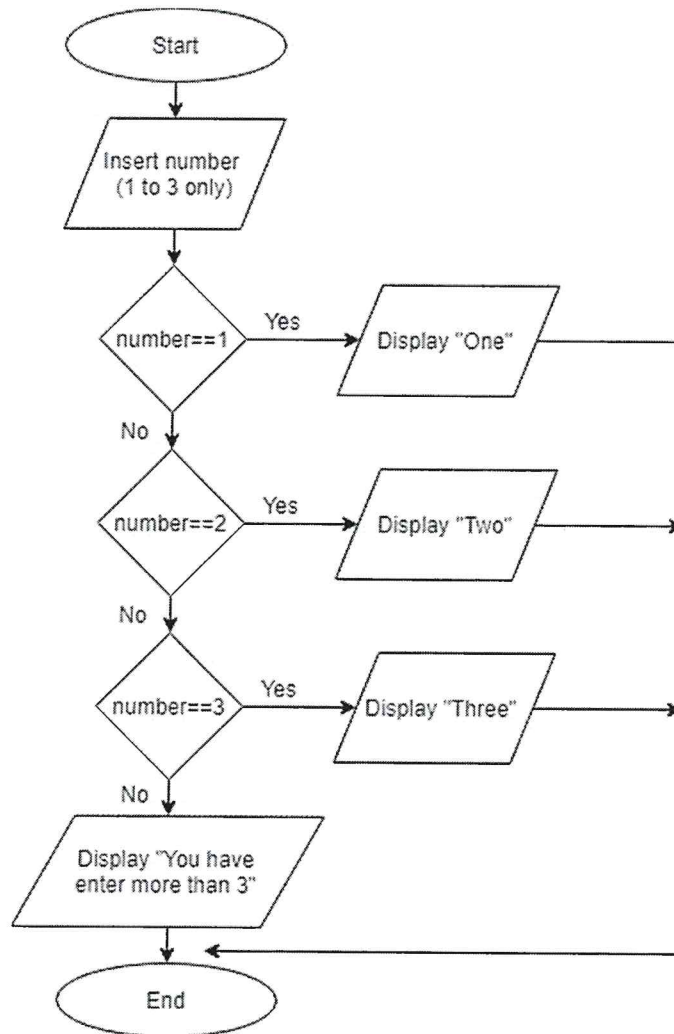 Start
Insert number
(1 to 3 only)
number==1
Yes
Display "One"
No
number==2
Yes
Display "Two"
No
number==3
Yes
Display "Three"
No
Display "You have
enter more than 3"
End